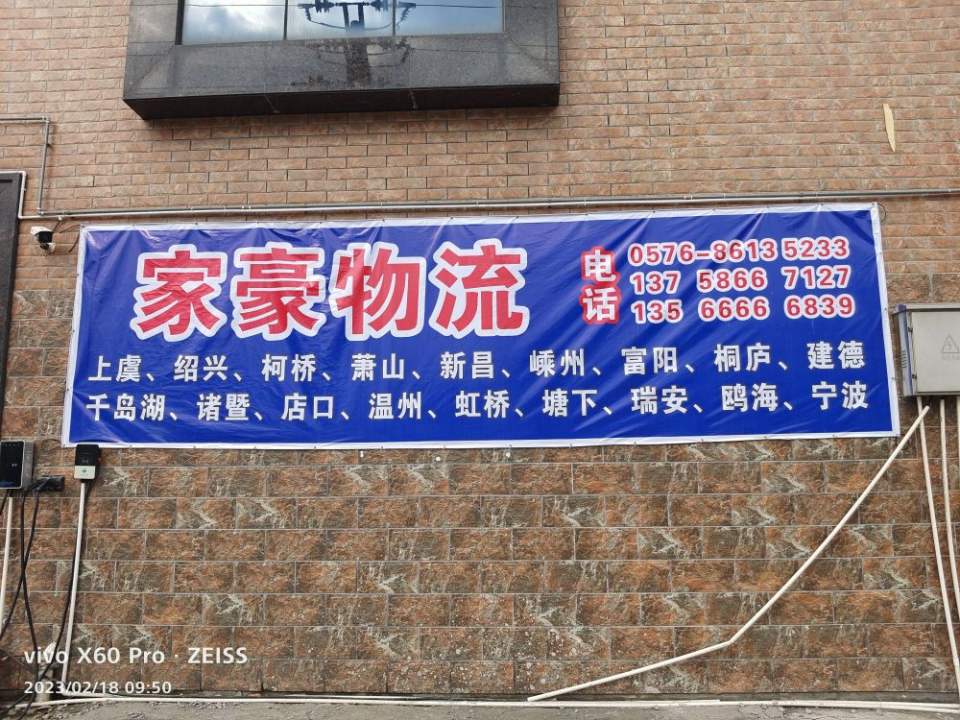 家豪物流
电话
0576-8613 5233
137 5866 7127
135 6666 6839
上虞、绍兴、柯桥、萧山、新昌、嵊州、富阳、桐庐、建德
千岛湖、诸暨、店口、温州、虹桥、塘下、瑞安、鸥海、宁波
vivo X60 Pro · ZEISS
2023/02/18 09:50